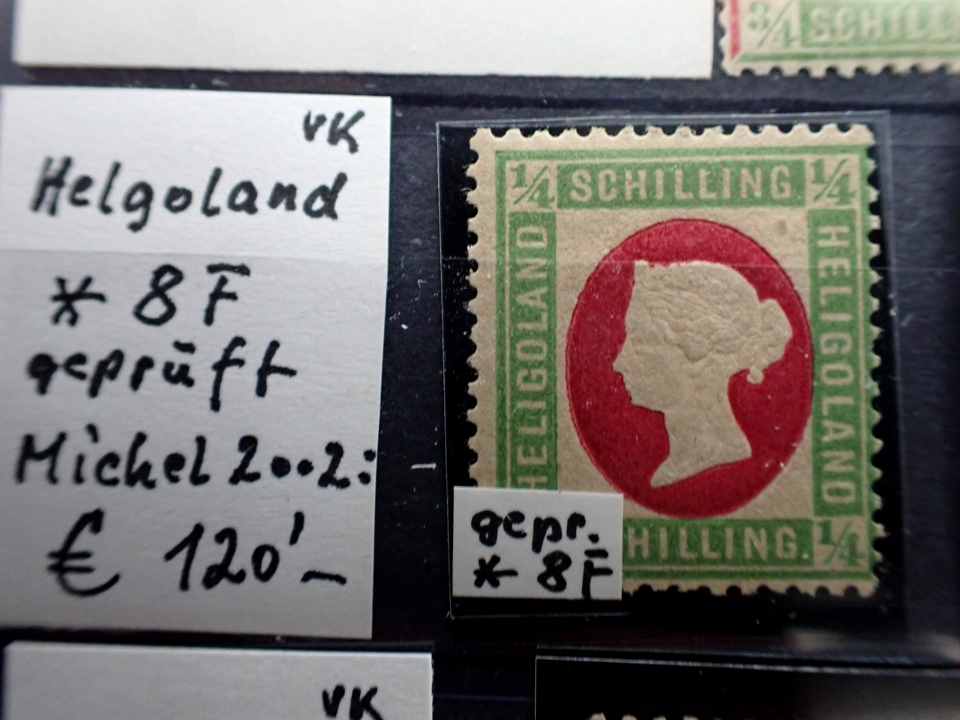 3/4 SCHILLING
vK
Helgoland
* 8 F
geprüft
Michel 2002:
€ 120'–
1/4 SCHILLING. 1/4
HELIGOLAND
HELIGOLAND
HILLING. 1/4
gepr.
* 8 F
vK